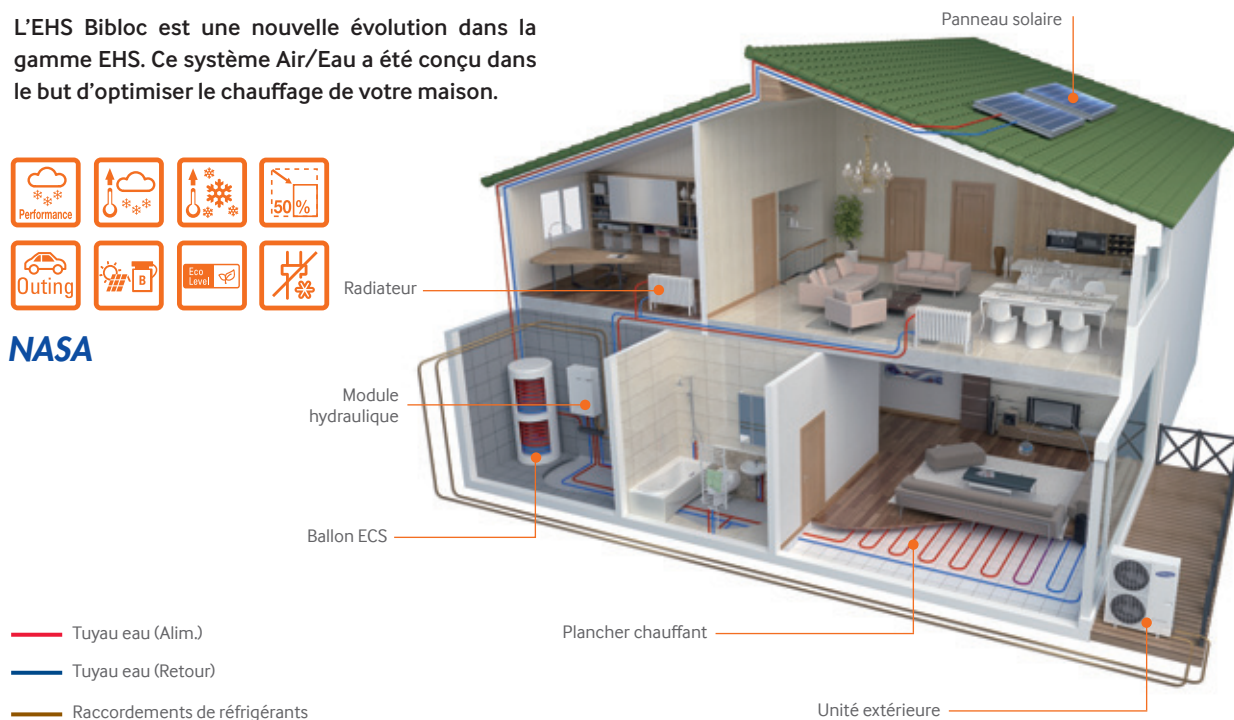 L’EHS Bibloc est une nouvelle évolution dans la
gamme EHS. Ce système Air/Eau a été conçu dans
le but d’optimiser le chauffage de votre maison.
Panneau solaire
Performance
50 %
Outing
B
Eco
Level
NASA
Radiateur
Module
hydraulique
Ballon ECS
Plancher chauffant
Unité extérieure
Tuyau eau (Alim.)
Tuyau eau (Retour)
Raccordements de réfrigérants